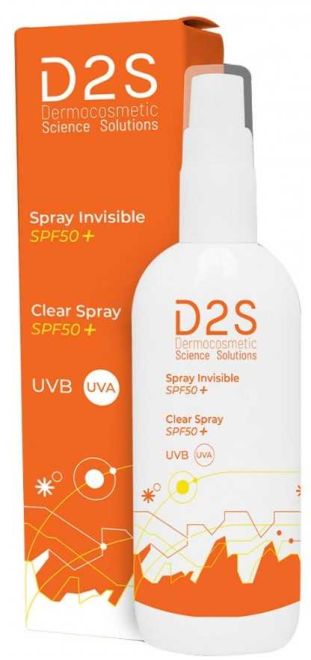 D2S
Dermocosmetic
Science Solutions
Spray Invisible
SPF50+
Clear Spray
SPF50+
UVB UVA
D2S
Dermocosmetic
Science Solutions
Spray Invisible
SPF50+
Clear Spray
SPF50+
UVB UVA